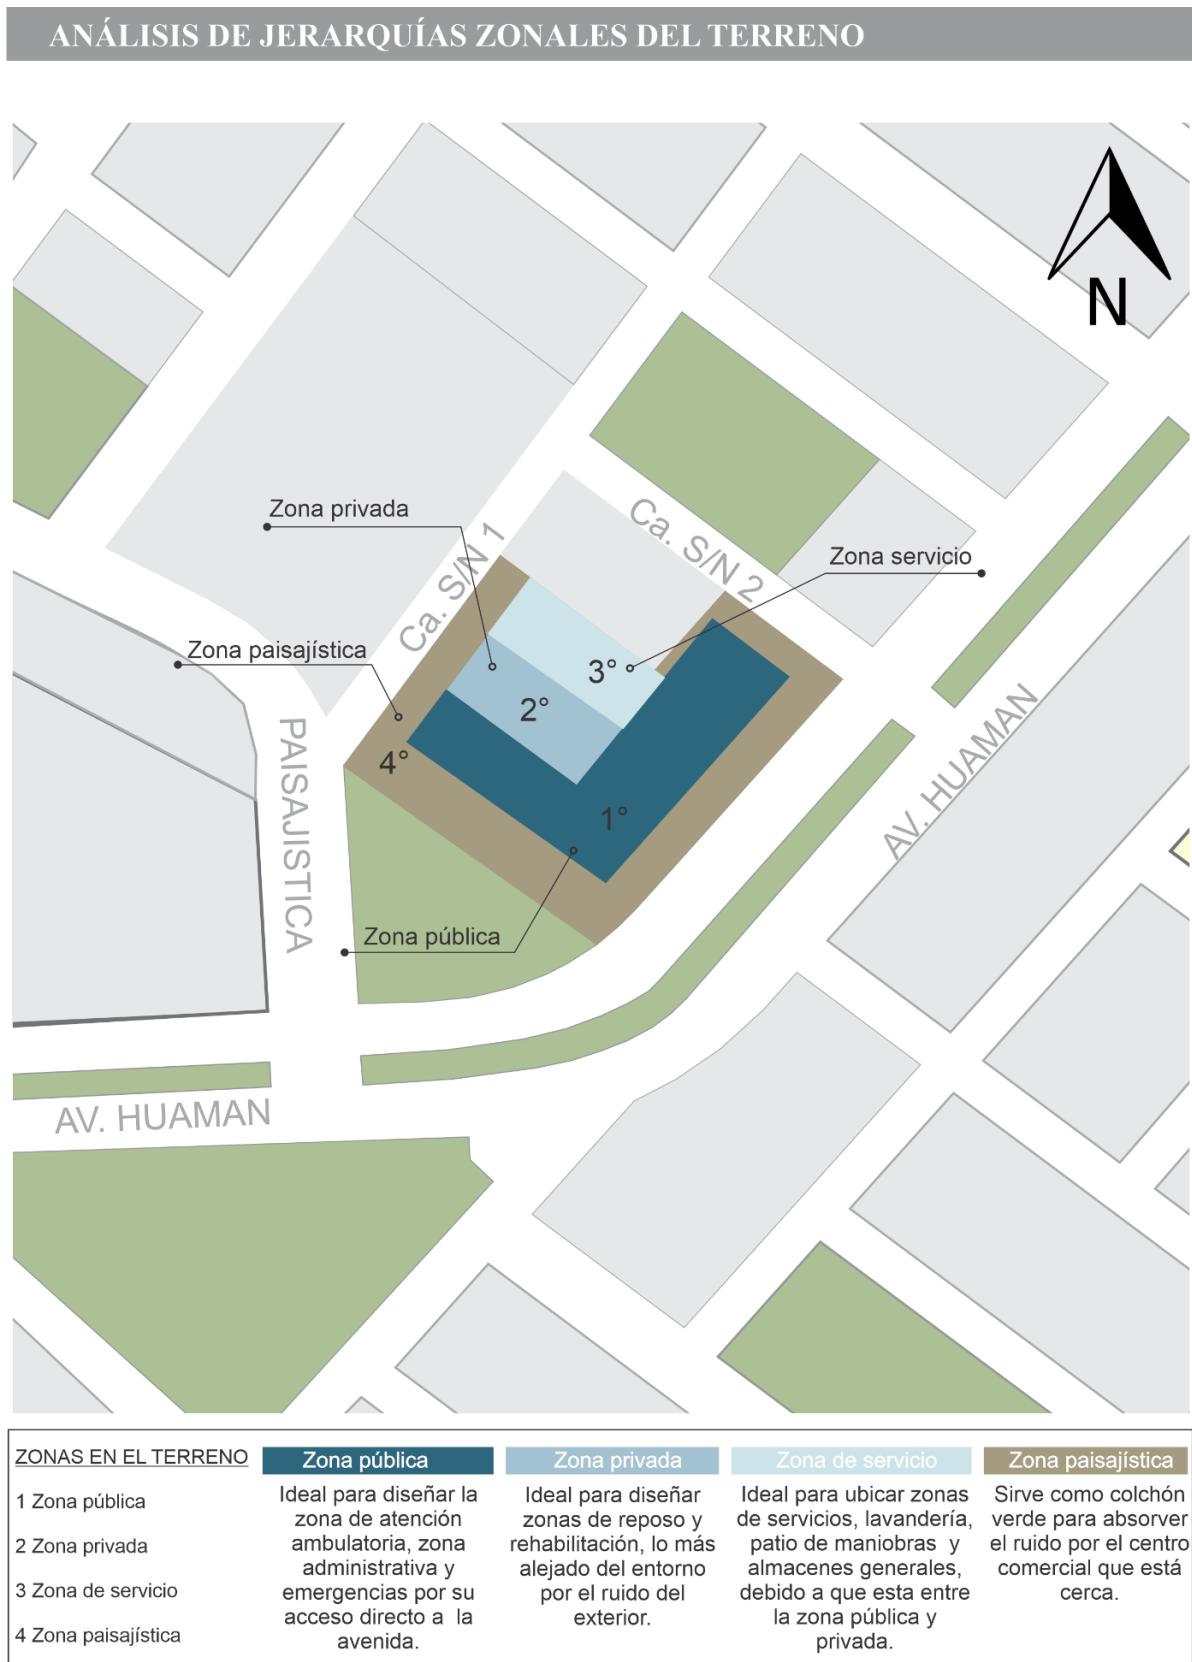 ANÁLISIS DE JERARQUÍAS ZONALES DEL TERRENO
N
Zona privada
Ca. S/N 1
Ca. S/N 2
Zona servicio
Zona paisajística
3°
2°
4°
1°
PAISAJISTICA
AV. HUAMAN
Zona pública
AV. HUAMAN
ZONAS EN EL TERRENO
1 Zona pública
2 Zona privada
3 Zona de servicio
4 Zona paisajística
Zona pública
Ideal para diseñar la
zona de atención
ambulatoria, zona
administrativa y
emergencias por su
acceso directo a la
avenida.
Zona privada
Ideal para diseñar
zonas de reposo y
rehabilitación, lo más
alejado del entorno
por el ruido del
exterior.
Zona de servicio
Ideal para ubicar zonas
de servicios, lavandería,
patio de maniobras y
almacenes generales,
debido a que esta entre
la zona pública y
privada.
Zona paisajística
Sirve como colchón
verde para absorver
el ruido por el centro
comercial que está
cerca.